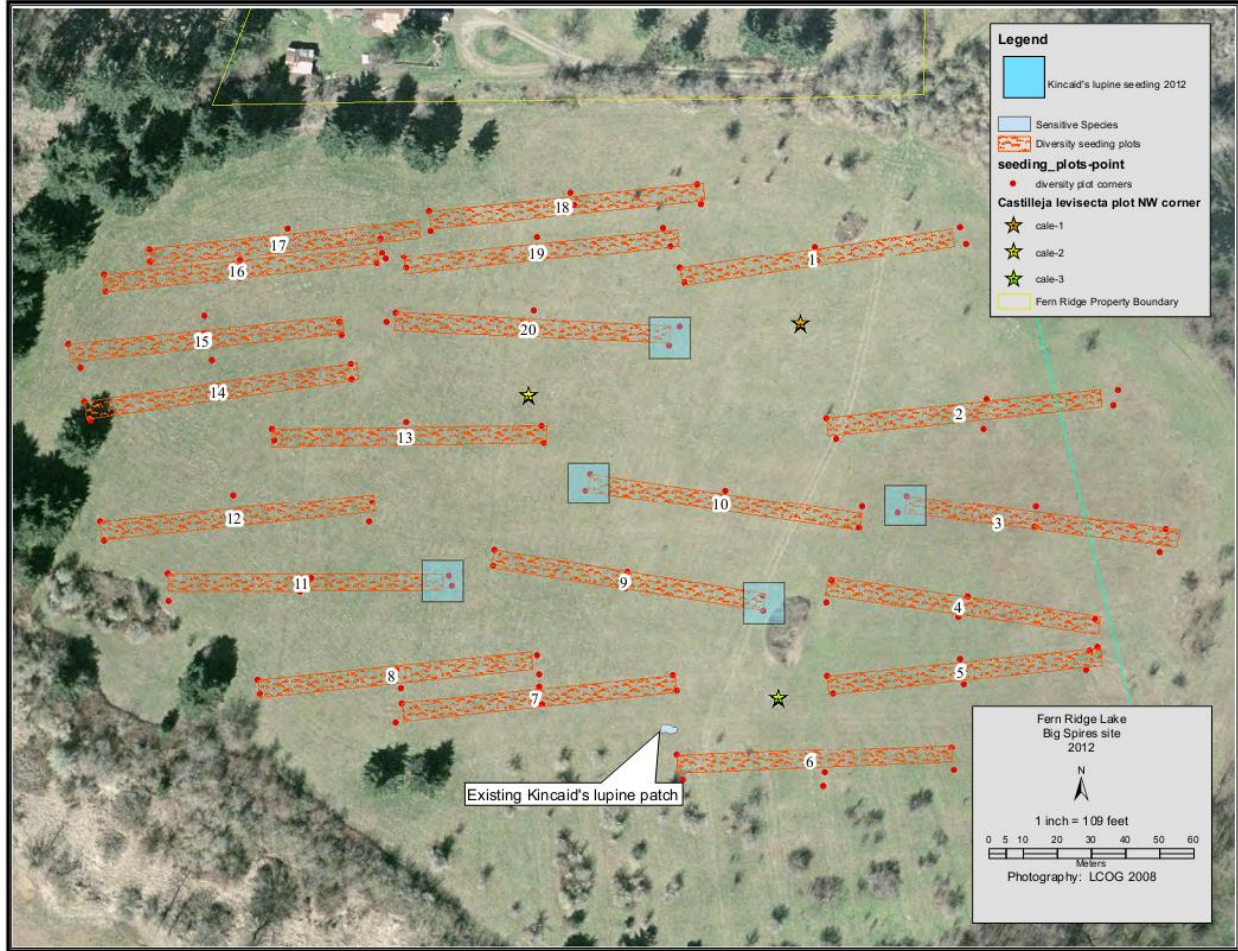 Legend
Kincaid's lupine seeding 2012
Sensitive Species
Diversity seeding plots
seeding_plots-point
diversity plot corners
Castilleja levisecta plot NW corner
cale-1
cale-2
cale-3
Fern Ridge Property Boundary
18
17
19
1
16
20
15
14
2
13
10
3
12
11
9
4
8
5
7
6
Existing Kincaid's lupine patch
Fern Ridge Lake
Big Spires site
2012
N
1 inch = 109 feet
0 5 10 20 30 40 50 60
Meters
Photography: LCOG 2008